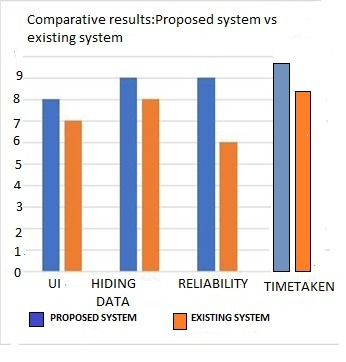 Comparative results:Proposed system vs
existing system
9
8
7
6
5
4
3
2
1
0
UI
HIDING
DATA
RELIABILITY
TIMETAKEN
PROPOSED SYSTEM
EXISTING SYSTEM